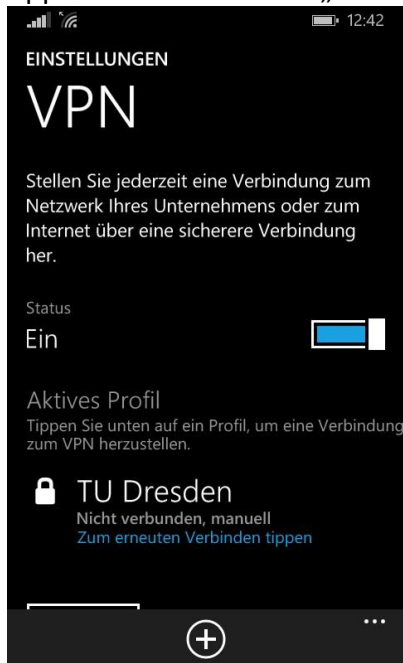 12:42
EINSTELLUNGEN
VPN
Stellen Sie jederzeit eine Verbindung zum
Netzwerk Ihres Unternehmens oder zum
Internet über eine sicherere Verbindung
her.
Status
Ein
Aktives Profil
Tippen Sie unten auf ein Profil, um eine Verbindung
zum VPN herzustellen.
TU Dresden
Nicht verbunden, manuell
Zum erneuten Verbinden tippen